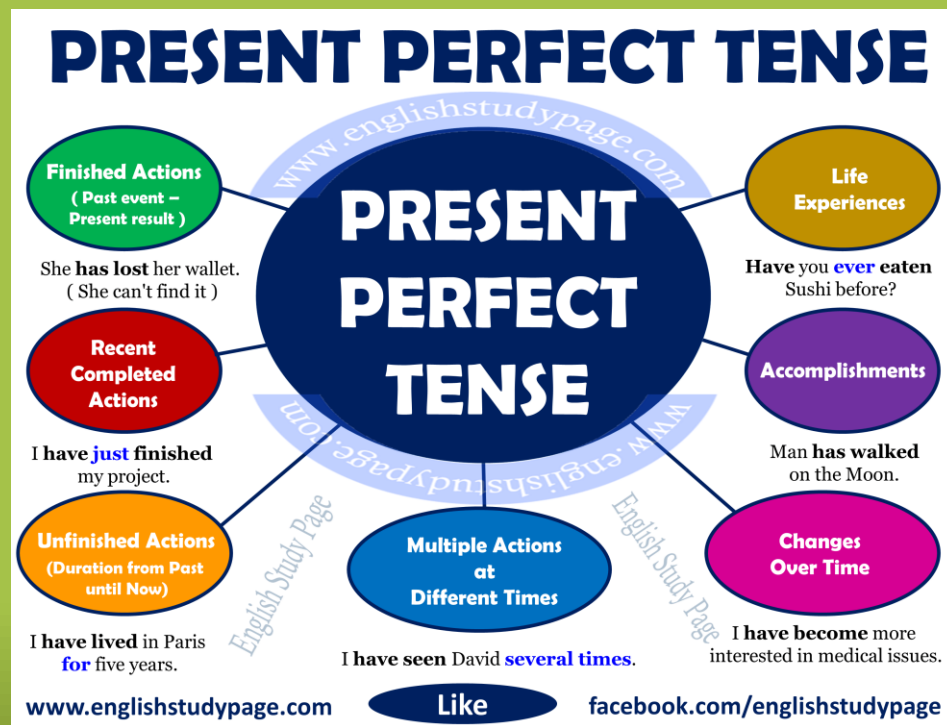 PRESENT PERFECT TENSE
www.englishstudypage.com
PRESENT
PERFECT
TENSE
www.englishstudypage.com
Finished Actions
( Past event –
Present result )
She has lost her wallet.
( She can't find it )
Recent
Completed
Actions
I have just finished
my project.
Unfinished Actions
(Duration from Past
until Now)
I have lived in Paris
for five years.
English Study Page
Multiple Actions
at
Different Times
I have seen David several times.
English Study Page
Life
Experiences
Have you ever eaten
Sushi before?
Accomplishments
Man has walked
on the Moon.
Changes
Over Time
I have become more
interested in medical issues.
www.englishstudypage.com
Like
facebook.com/englishstudypage